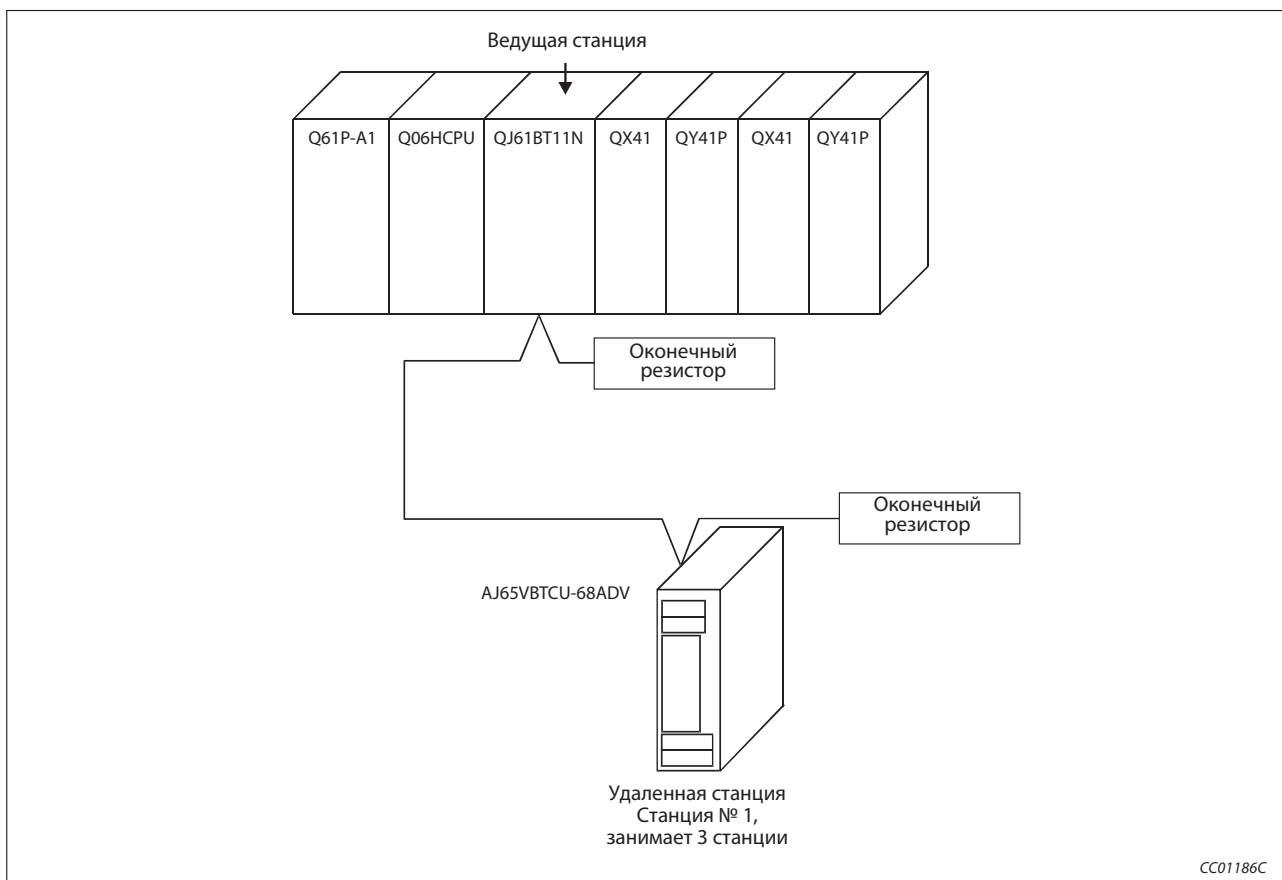 Ведущая станция
Q61P-A1 Q06HCPU QJ61BT11N QX41 QY41P QX41 QY41P
Оконечный
резистор
Оконечный
резистор
AJ65VBTCU-68ADV
Удаленная станция
Станция № 1,
занимает 3 станции
CC01186C